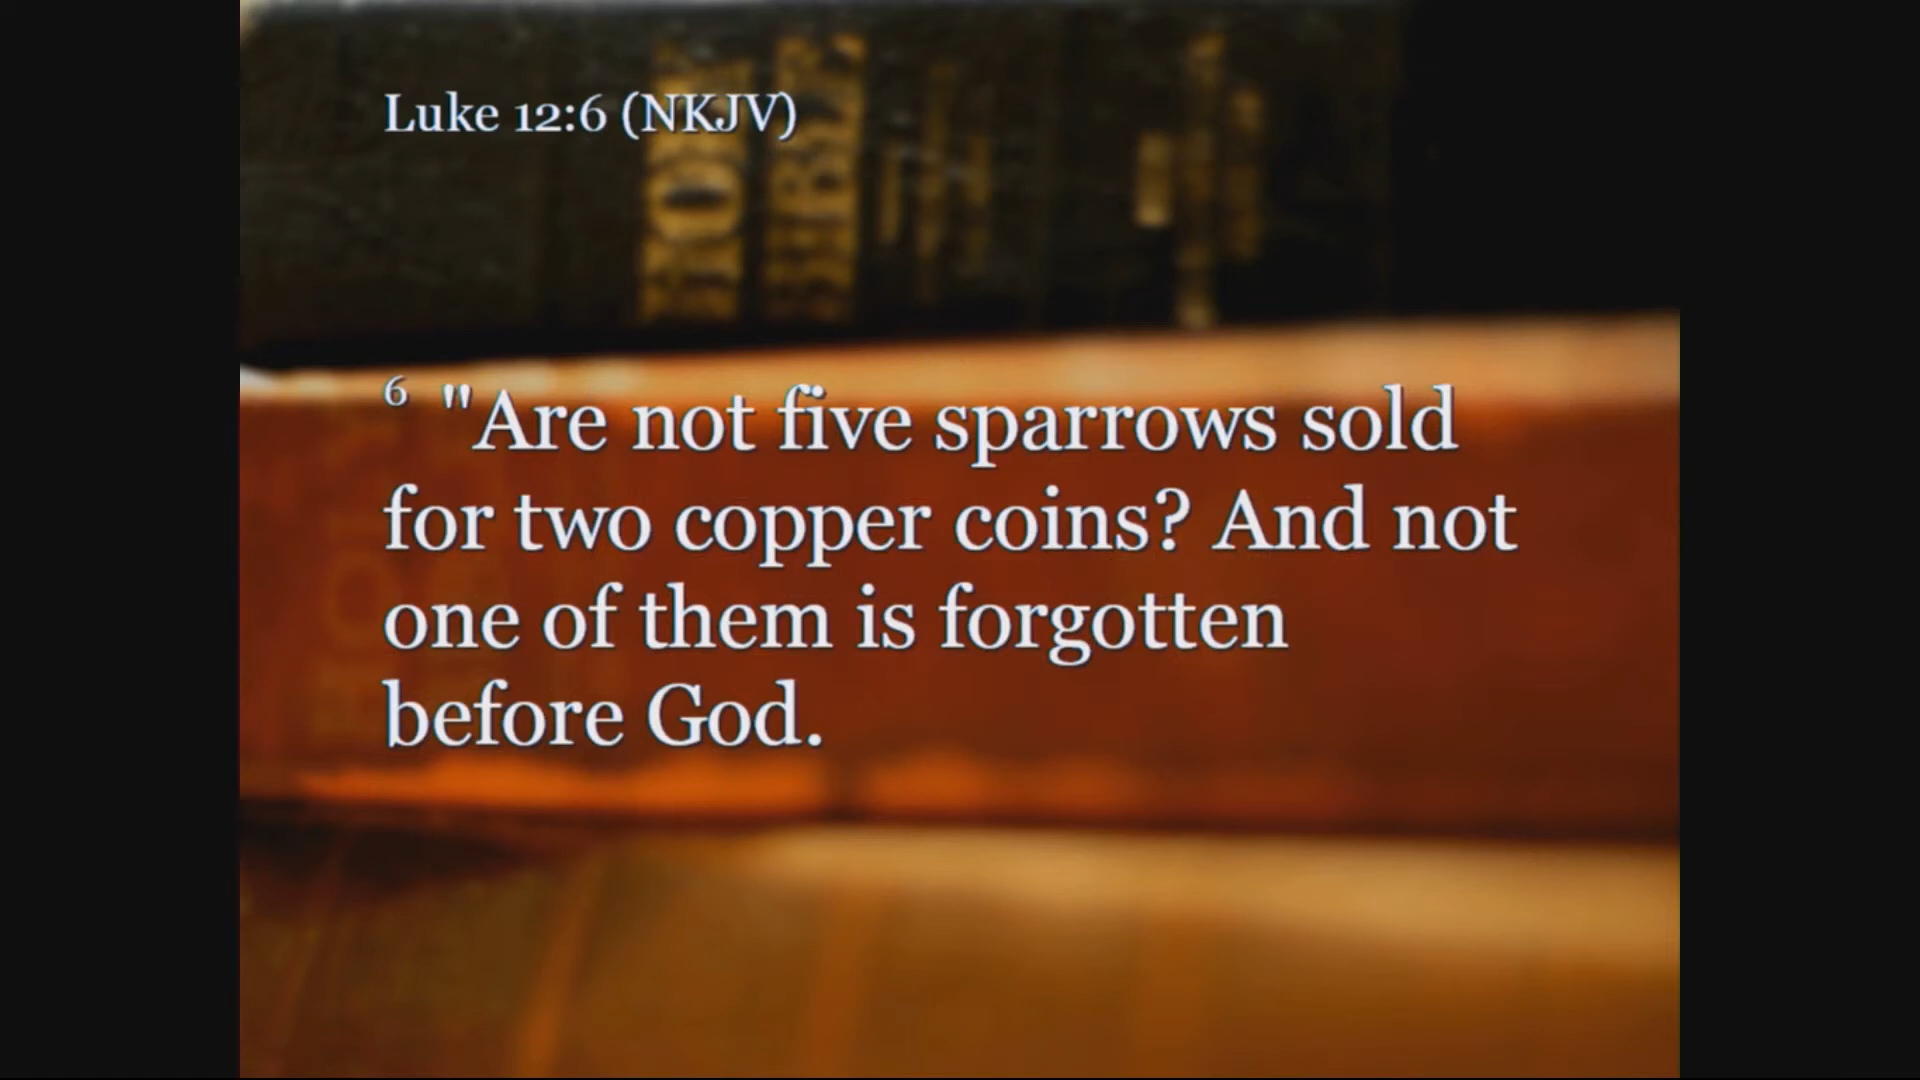 Luke 12:6 (NKJV)
6 "Are not five sparrows sold
for two copper coins? And not
one of them is forgotten
before God.
HOLY